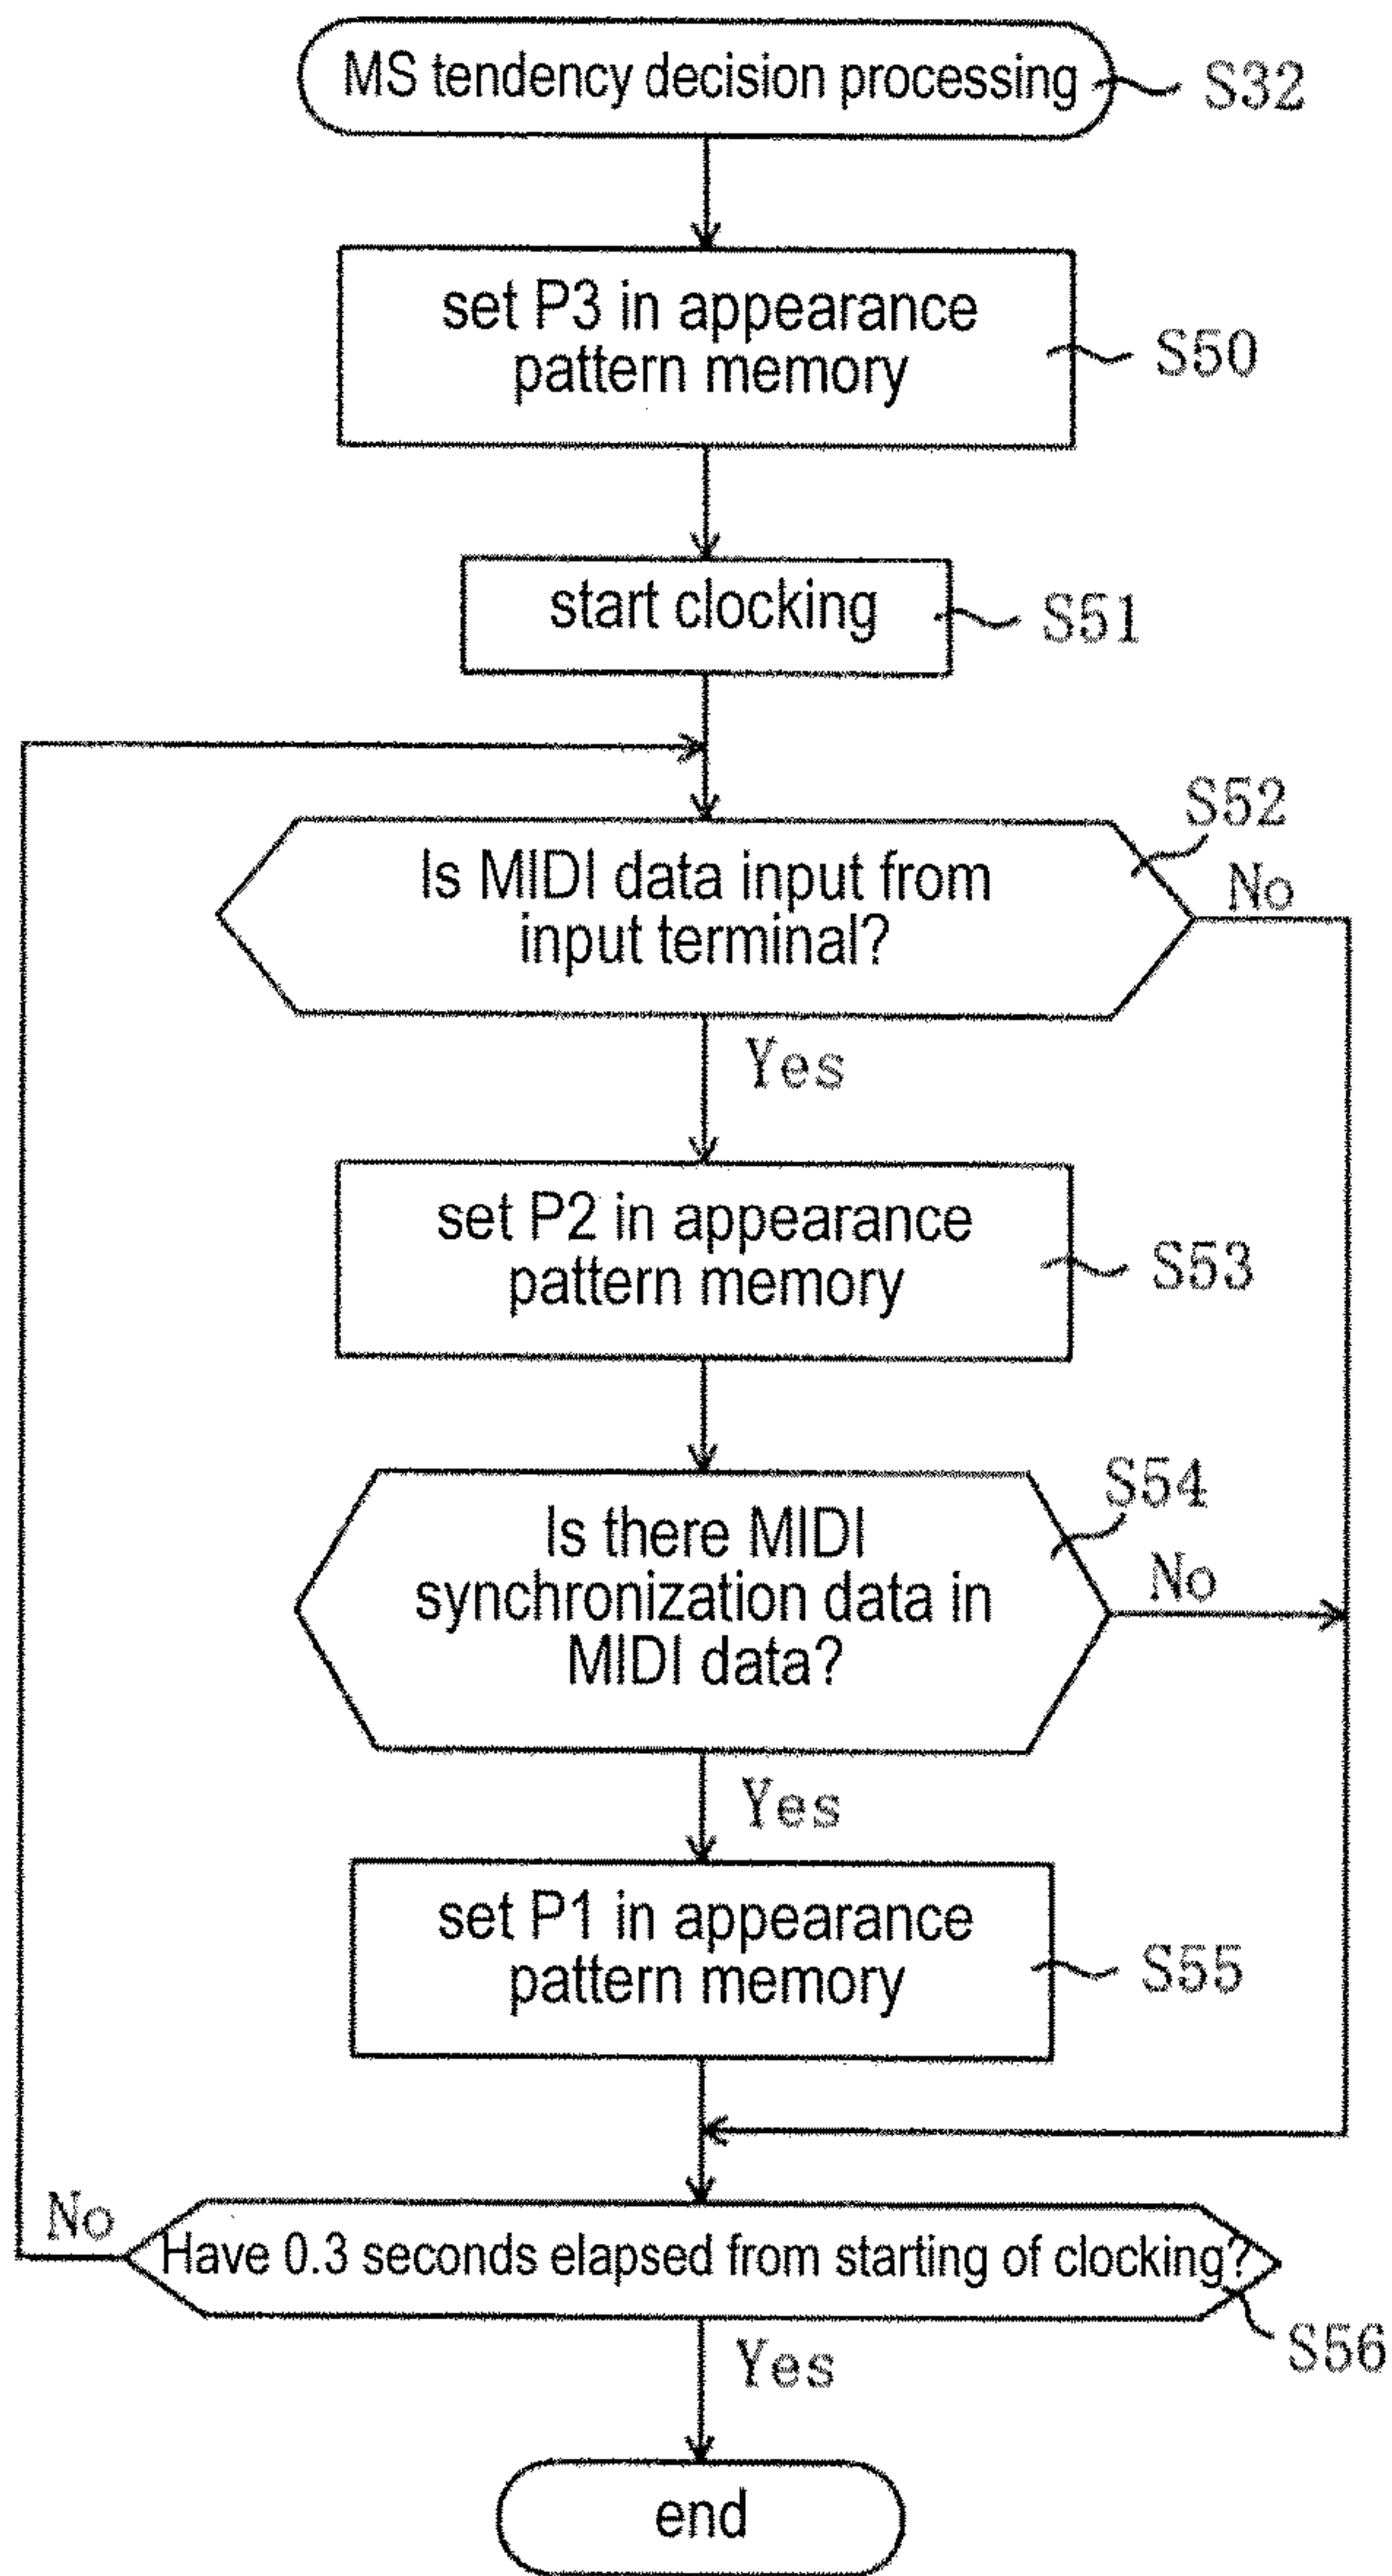 MS tendency decision processing
S32
set P3 in appearance
pattern memory
S50
start clocking
S51
S52
Is MIDI data input from
input terminal?
No
Yes
set P2 in appearance
pattern memory
S53
S54
Is there MIDI
synchronization data in
MIDI data?
No
Yes
set P1 in appearance
pattern memory
S55
No
Have 0.3 seconds elapsed from starting of clocking?
S56
Yes
end